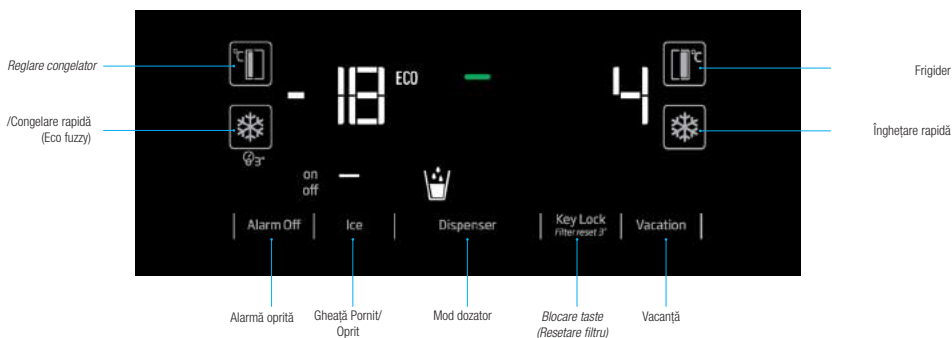 Reglare congelator
°C
- 18
ECO
4
°C
Frigider
/Congelare rapidă
(Eco fuzzy)
3"
Înghețare rapidă
on
off
Alarm Off
Ice
Dispenser
Key Lock
Filter reset 3"
Vacation
Alarmă oprită
Gheață Pornit/
Oprit
Mod dozator
Blocare taste
(Resetare filtru)
Vacanță